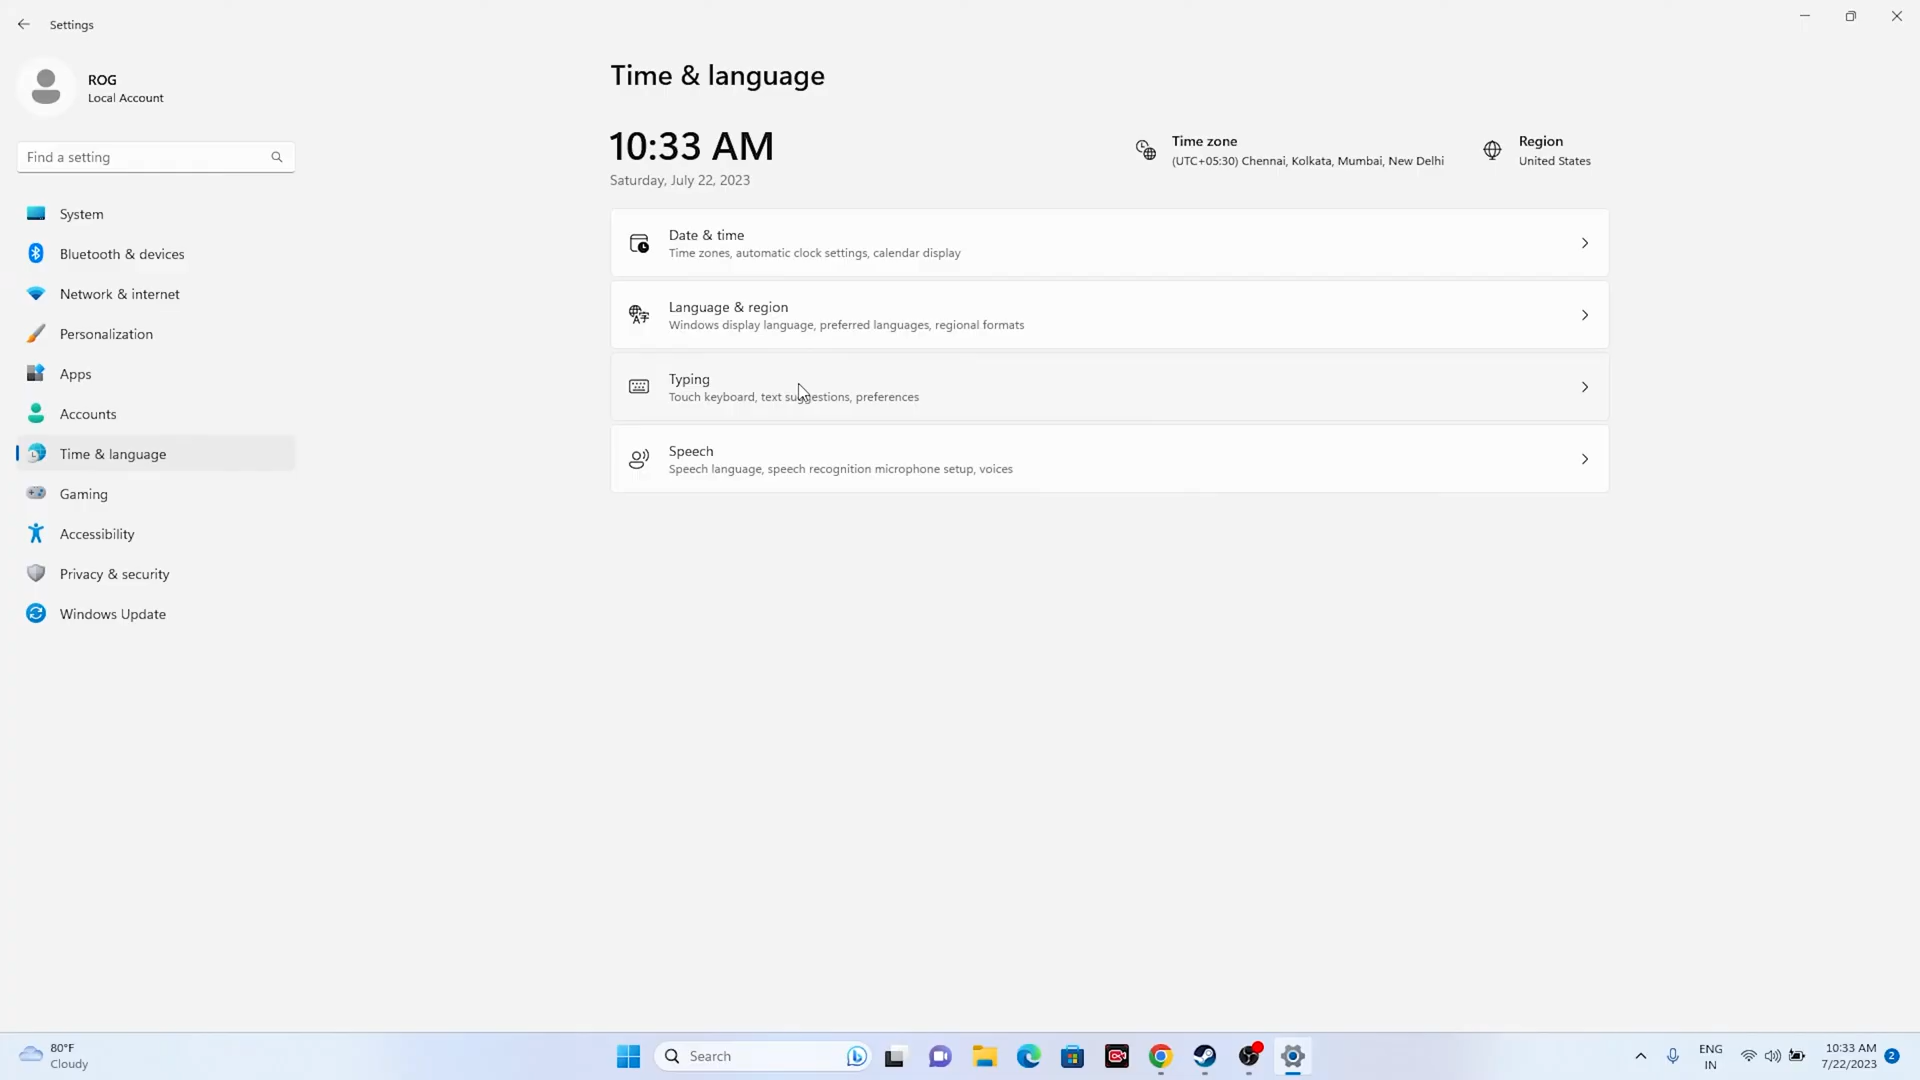 Settings
ROG
Local Account
Find a setting
System
Bluetooth & devices
Network & internet
Personalization
Apps
Accounts
Time & language
Gaming
Accessibility
Privacy & security
Windows Update
Time & language
10:33 AM
Saturday, July 22, 2023
Time zone
(UTC+05:30) Chennai, Kolkata, Mumbai, New Delhi
Region
United States
Date & time
Time zones, automatic clock settings, calendar display
Language & region
Windows display language, preferred languages, regional formats
Typing
Touch keyboard, text suggestions, preferences
Speech
Speech language, speech recognition microphone setup, voices
80°F
Cloudy
Search
ENG
IN
10:33 AM
7/22/2023
2